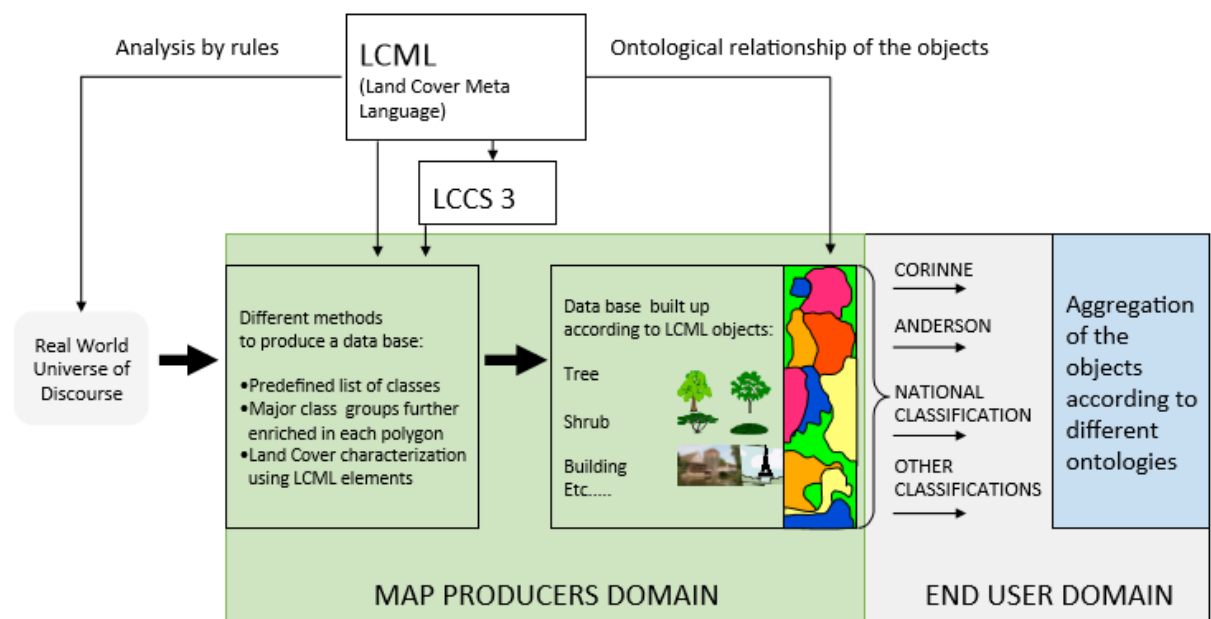 Analysis by rules
LCML
(Land Cover Meta
Language)
Ontological relationship of the objects
LCCS 3
Real World
Universe of
Discourse
Different methods
to produce a data base:
•Predefined list of classes
•Major class groups further
enriched in each polygon
•Land Cover characterization
using LCML elements
Data base built up
according to LCML objects:
Tree
Shrub
Building
Etc.....
CORINNE
ANDERSON
NATIONAL
CLASSIFICATION
OTHER
CLASSIFICATIONS
Aggregation
of the
objects
according to
different
ontologies
MAP PRODUCERS DOMAIN
END USER DOMAIN